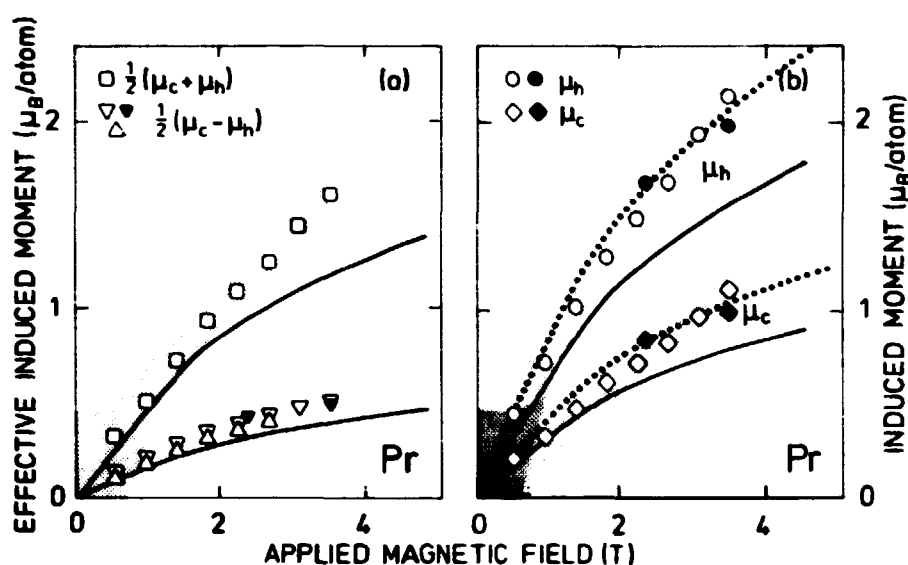 EFFECTIVE INDUCED MOMENT (μB/atom)
2
1
0
□ ½(μc+μh)
▽▼
△ ½(μc-μh)
(a)
Pr
0 2 4
○ ● μh
◇ ◆ μc
(b)
μh
μc
Pr
0 2 4
2
1
0
INDUCED MOMENT (μB/atom)
APPLIED MAGNETIC FIELD (T)